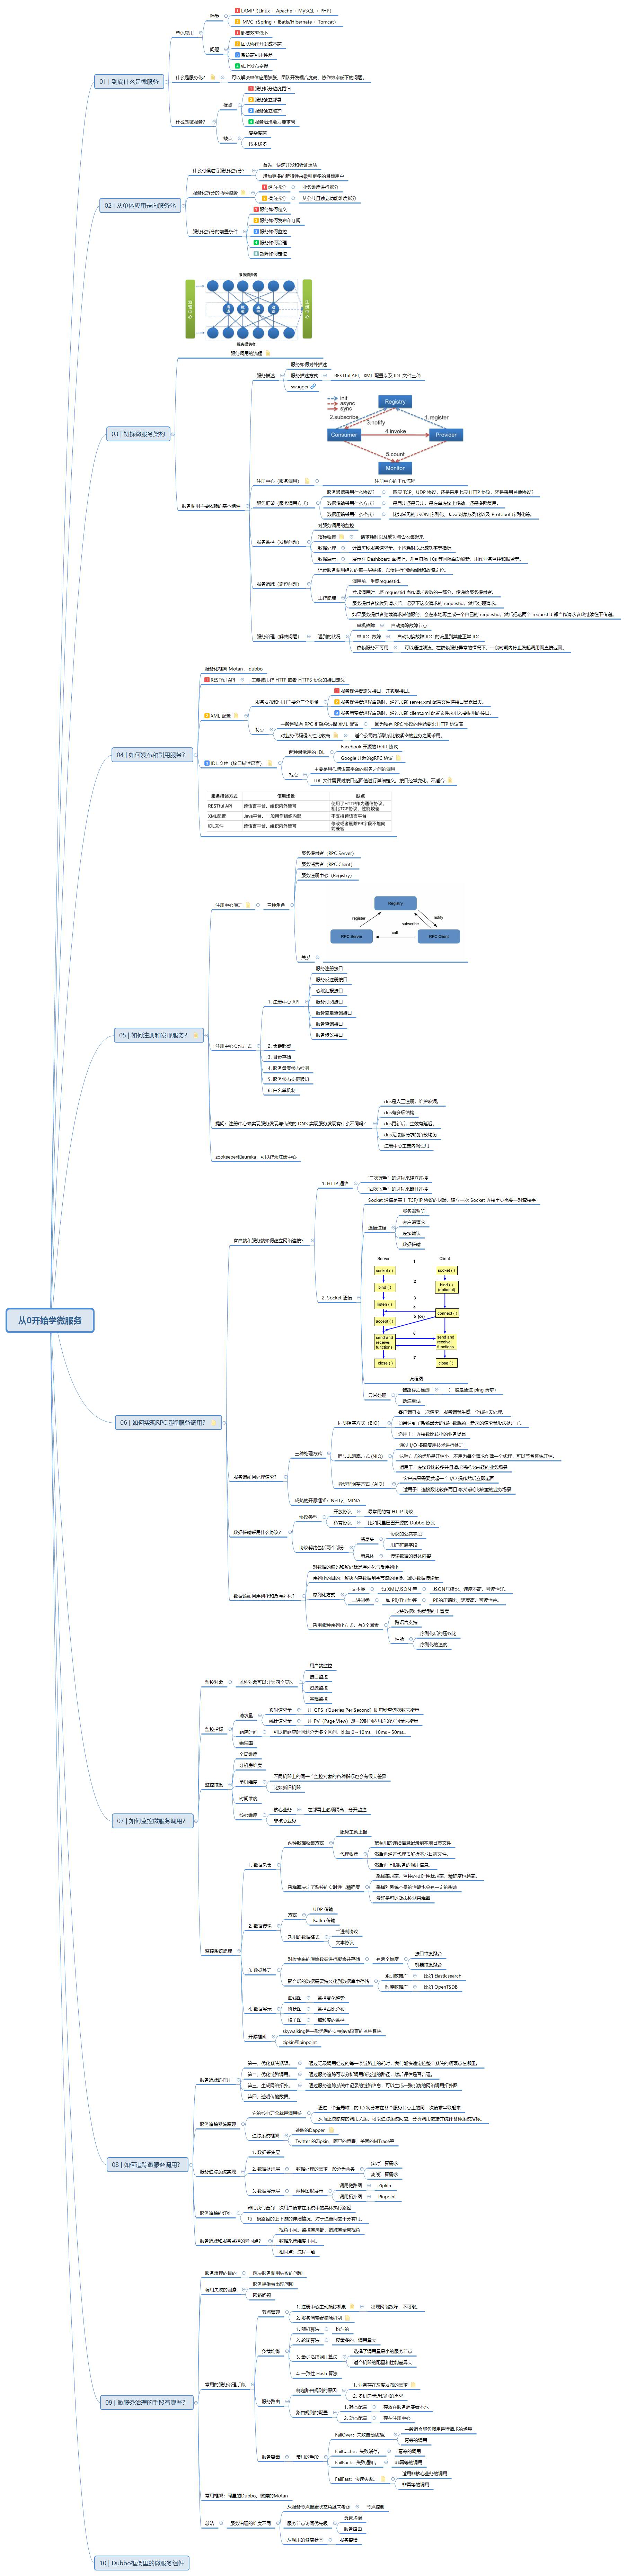 从0开始学微服务
01 | 到底什么是微服务
单体应用
种类
1 LAMP（Linux + Apache + MySQL + PHP）
2 MVC（Spring + iBatis/Hibernate + Tomcat）
问题
1 部署效率低下
2 团队协作开发成本高
3 系统高可用性差
4 线上发布变慢
什么是服务化？
可以解决单体应用膨胀、团队开发耦合度高、协作效率低下的问题。
什么是微服务？
优点
1 服务拆分粒度更细
2 服务独立部署
3 服务独立维护
4 服务治理能力要求高
缺点
复杂度高
技术栈多
02 | 从单体应用走向服务化
什么时候进行服务化拆分？
首先、快速开发和验证想法
增加更多的新特性来吸引更多的目标用户
服务化拆分的两种姿势
1 纵向拆分
业务维度进行拆分
2 横向拆分
从公共且独立功能维度拆分
服务化拆分的前置条件
1 服务如何定义
2 服务如何发布和订阅
3 服务如何监控
4 服务如何治理
5 故障如何定位
03 | 初探微服务架构
服务消费者
服务提供者
服务调用的流程
服务调用主要依赖的基本组件
服务描述
服务如何对外描述
服务描述方式
RESTful API、XML 配置以及 IDL 文件三种
swagger
init
async
sync
Registry
2.subscribe
1.register
3.notify
Consumer
4.invoke
Provider
5.count
Monitor
注册中心（服务调用）
注册中心的工作流程
服务框架（服务调用方式）
服务通信采用什么协议？
四层 TCP、UDP 协议，还是采用七层 HTTP 协议，还是采用其他协议？
数据传输采用什么方式？
是同步还是异步，是在单连接上传输，还是多路复用。
数据压缩采用什么格式？
比如常见的 JSON 序列化、Java 对象序列化以及 Protobuf 序列化等。
服务监控（发现问题）
对服务调用的监控
指标收集
请求耗时以及成功与否收集起来
数据处理
计算每秒服务请求量、平均耗时以及成功率等指标
数据展示
展示在 Dashboard 面板上，并且每隔 10s 等间隔自动刷新，用作业务监控和报警等。
服务追踪（定位问题）
记录服务调用经过的每一层链路，以便进行问题追踪和故障定位。
工作原理
调用前，生成requestid。
发起调用时，将 requestid 当作请求参数的一部分，传递给服务提供者。
服务提供者接收到请求后，记录下这次请求的 requestid，然后处理请求。
如果服务提供者继续请求其他服务，会在本地再生成一个自己的 requestid，然后把这两个 requestid 都当作请求参数继续往下传递。
服务治理（解决问题）
遇到的状况
单机故障
自动摘除故障节点
单 IDC 故障
自动切换故障 IDC 的流量到其他正常 IDC
依赖服务不可用
可以通过熔断，在依赖服务异常的情况下，一段时期内停止发起调用而直接返回。
04 | 如何发布和引用服务？
服务化框架 Motan 、dubbo
1 RESTful API
主要被用作 HTTP 或者 HTTPS 协议的接口定义
2 XML 配置
服务发布和引用主要分三个步骤
1 服务提供者定义接口，并实现接口。
2 服务提供者进程启动时，通过加载 server.xml 配置文件将接口暴露出去。
3 服务消费者进程启动时，通过加载 client.xml 配置文件来引入要调用的接口。
特点
一般是私有 RPC 框架会选择 XML 配置
因为私有 RPC 协议的性能要比 HTTP 协议高
对业务代码侵入性比较高
适合公司内部联系比较紧密的业务之间采用。
3 IDL 文件（接口描述语言）
两种最常用的 IDL
Facebook 开源的Thrift 协议
Google 开源的gRPC 协议
特点
主要是用作跨语言平台的服务之间的调用
IDL 文件需要对接口返回值进行详细定义。接口经常变化，不适合
服务描述方式 使用场景 缺点
RESTful API 跨语言平台，组织内外皆可 使用了HTTP作为通信协议，相比TCP协议，性能较差
XML配置 Java平台，一般用作组织内部 不支持跨语言平台
IDL文件 跨语言平台，组织内外皆可 修改或者删除PB字段不能向前兼容
05 | 如何注册和发现服务？
注册中心原理
三种角色
服务提供者（RPC Server）
服务消费者（RPC Client）
服务注册中心（Registry）
关系
Registry
register
notify
subscribe
RPC Server
call
RPC Client
注册中心实现方式
1. 注册中心 API
服务注册接口
服务反注册接口
心跳汇报接口
服务订阅接口
服务变更查询接口
服务查询接口
服务修改接口
2. 集群部署
3. 目录存储
4. 服务健康状态检测
5. 服务状态变更通知
6. 白名单机制
提问：注册中心来实现服务发现与传统的 DNS 实现服务发现有什么不同吗？
dns是人工注册、维护麻烦。
dns有多级结构
dns更新后，生效有延迟。
dns无法做请求的负载均衡
注册中心主要内网使用
zookeeper和eureka，可以作为注册中心
06 | 如何实现RPC远程服务调用？
客户端和服务端如何建立网络连接？
1. HTTP 通信
“三次握手”的过程来建立连接
“四次挥手”的过程来断开连接
2. Socket 通信
Socket 通信是基于 TCP/IP 协议的封装，建立一次 Socket 连接至少需要一对套接字
通信过程
服务器监听
客户端请求
连接确认
数据传输
Server
Client
socket ( )
bind ( )
listen ( )
accept ( )
send and receive functions
close ( )
socket ( )
bind ( ) (optional)
connect ( )
send and receive functions
close ( )
1
2
3
4
5 (or)
6
7
流程图
异常处理
链路存活检测
（一般是通过 ping 请求）
断连重试
服务端如何处理请求？
三种处理方式
同步阻塞方式（BIO）
客户端每发一次请求，服务端就生成一个线程去处理。
如果达到了系统最大的线程数瓶颈，新来的请求就没法处理了。
适用于：连接数比较小的业务场景
同步非阻塞方式 (NIO)
通过 I/O 多路复用技术进行处理
这种方式的优势是开销小，不用为每个请求创建一个线程，可以节省系统开销。
适用于：连接数比较多并且请求消耗比较轻的业务场景
异步非阻塞方式（AIO）
客户端只需要发起一个 I/O 操作然后立即返回
适用于：连接数比较多而且请求消耗比较重的业务场景
成熟的开源框架：Netty、MINA
数据传输采用什么协议？
协议类型
开放协议
最常用的有 HTTP 协议
私有协议
比如阿里巴巴开源的 Dubbo 协议
协议契约包括两个部分
消息头
协议的公共字段
用户扩展字段
消息体
传输数据的具体内容
数据该如何序列化和反序列化？
对数据的编码和解码就是序列化与反序列化
序列化的目的：解决内存数据到字节流的转换，减少数据传输量
序列化方式
文本类
如 XML/JSON 等
JSON压缩比、速度不高。可读性好。
二进制类
如 PB/Thrift 等
PB的压缩比、速度高。可读性差。
采用哪种序列化方式，有3个因素
支持数据结构类型的丰富度
跨语言支持
性能
序列化后的压缩比
序列化的速度
07 | 如何监控微服务调用？
监控对象
监控对象可以分为四个层次
用户端监控
接口监控
资源监控
基础监控
监控指标
请求量
实时请求量
用 QPS（Queries Per Second）即每秒查询次数来衡量
统计请求量
用 PV（Page View）即一段时间内用户的访问量来衡量
响应时间
可以把响应时间划分为多个区间，比如 0～10ms、10ms～50ms...
错误率
监控维度
全局维度
分机房维度
单机维度
不同机器上的同一个监控对象的各种指标也会有很大差异
比如新旧机器
时间维度
核心维度
核心业务
在部署上必须隔离，分开监控
非核心业务
监控系统原理
1. 数据采集
两种数据收集方式
服务主动上报
代理收集
把调用的详细信息记录到本地日志文件
然后再通过代理去解析本地日志文件，
然后再上报服务的调用信息。
采样率决定了监控的实时性与精确度
采样率越高，监控的实时性就越高，精确度也越高。
采样对系统本身的性能也会有一定的影响
最好是可以动态控制采样率
2. 数据传输
方式
UDP 传输
Kafka 传输
采用的数据格式
二进制协议
文本协议
3. 数据处理
对收集来的原始数据进行聚合并存储
有两个维度
接口维度聚合
机器维度聚合
聚合后的数据需要持久化到数据库中存储
索引数据库
比如 Elasticsearch
时序数据库
比如 OpenTSDB
4. 数据展示
曲线图
监控变化趋势
饼状图
监控占比分布
格子图
细粒度的监控
开源框架
skywalking是一款优秀的支持java语言的监控系统
zipkin和pinpoint
08 | 如何追踪微服务调用？
服务追踪的作用
第一，优化系统瓶颈。
通过记录调用经过的每一条链路上的耗时，我们能快速定位整个系统的瓶颈点在哪里。
第二，优化链路调用。
通过服务追踪可以分析调用所经过的路径，然后评估是否合理。
第三，生成网络拓扑。
通过服务追踪系统中记录的链路信息，可以生成一张系统的网络调用拓扑图
第四，透明传输数据。
服务追踪系统原理
它的核心理念就是调用链
通过一个全局唯一的 ID 将分布在各个服务节点上的同一次请求串联起来
从而还原原有的调用关系，可以追踪系统问题、分析调用数据并统计各种系统指标。
追踪系统框架
谷歌的Dapper
Twitter 的Zipkin、阿里的鹰眼、美团的MTrace等
服务追踪系统实现
1. 数据采集层
2. 数据处理层
数据处理的需求一般分为两类
实时计算需求
离线计算需求
3. 数据展示层
两种图形展示
调用链路图
Zipkin
调用拓扑图
Pinpoint
服务追踪的好处
帮助我们查询一次用户请求在系统中的具体执行路径
每一条路径的上下游的详细情况，对于追查问题十分有用。
服务追踪和服务监控的异同点？
视角不同。监控重局部，追踪重全局视角
数据采集维度不同。
相同点：流程一致
09 | 微服务治理的手段有哪些？
服务治理的目的
解决服务调用失败的问题
调用失败的因素
服务提供者出现问题
网络问题
常用的服务治理手段
节点管理
1. 注册中心主动摘除机制
出现网络故障，不可取。
2. 服务消费者摘除机制
负载均衡
1. 随机算法
均匀的
2. 轮询算法
权重多的，调用量大
3. 最少活跃调用算法
选择了调用量最小的服务节点
适合机器的配置和性能差异大
4. 一致性 Hash 算法
服务路由
制定路由规则的原因
1. 业务存在灰度发布的需求
2. 多机房就近访问的需求
路由规则的配置
1. 静态配置
存放在服务消费者本地
2. 动态配置
存在注册中心
服务容错
常用的手段
FailOver：失败自动切换。
一般适合服务调用是读请求的场景
幂等的调用
FailCache：失败缓存。
幂等的调用
FailBack：失败通知。
非幂等的调用
FailFast：快速失败。
适用非核心业务的调用
非幂等的调用
常用框架：阿里的Dubbo、微博的Motan
总结
服务治理的维度不同
从服务节点健康状态角度来考虑
节点控制
服务节点访问优先级
负载均衡
服务路由
从调用的健康状态
服务容错
10 | Dubbo框架里的微服务组件